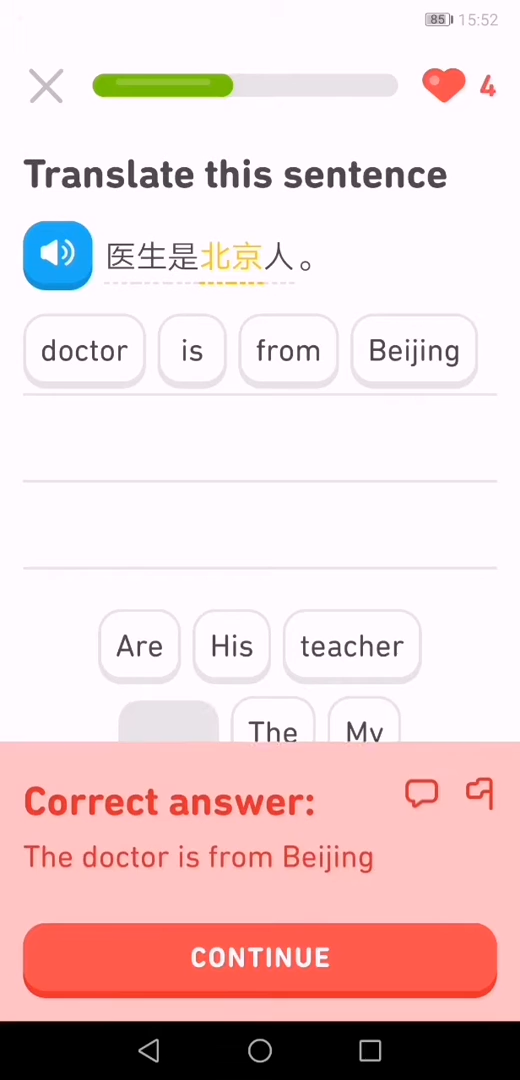 85 15:52
4
Translate this sentence
医生是北京人。
doctor is from Beijing
Are His teacher
The My
Correct answer:
The doctor is from Beijing
CONTINUE